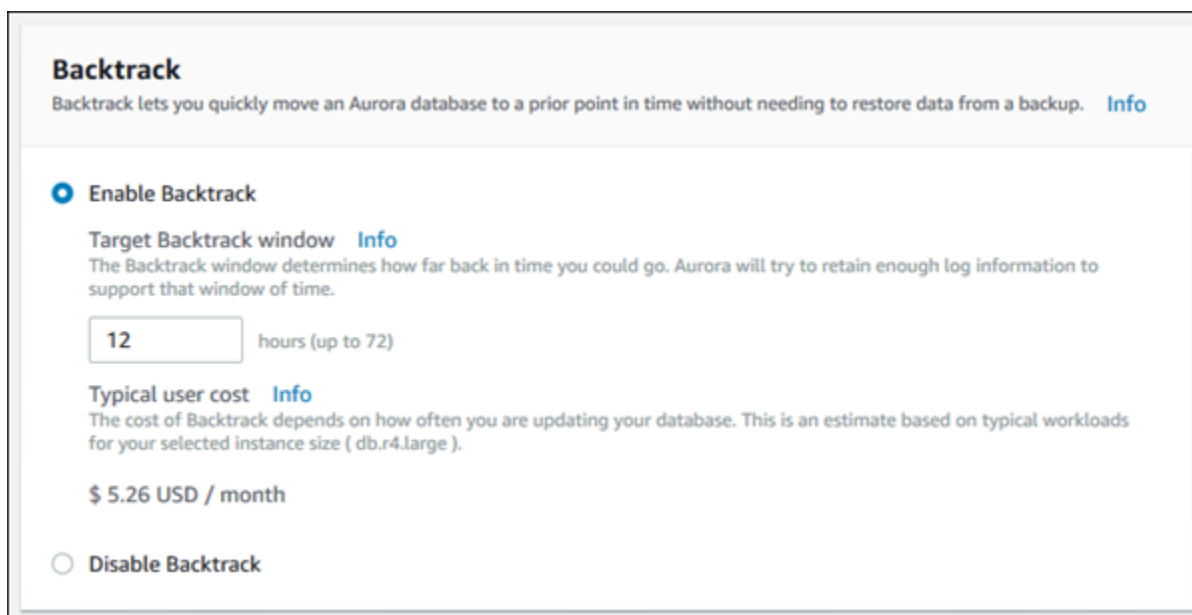 Backtrack
Backtrack lets you quickly move an Aurora database to a prior point in time without needing to restore data from a backup. Info
Enable Backtrack
Target Backtrack window Info
The Backtrack window determines how far back in time you could go. Aurora will try to retain enough log information to
support that window of time.
12 hours (up to 72)
Typical user cost Info
The cost of Backtrack depends on how often you are updating your database. This is an estimate based on typical workloads
for your selected instance size ( db.r4.large ).
$ 5.26 USD / month
Disable Backtrack